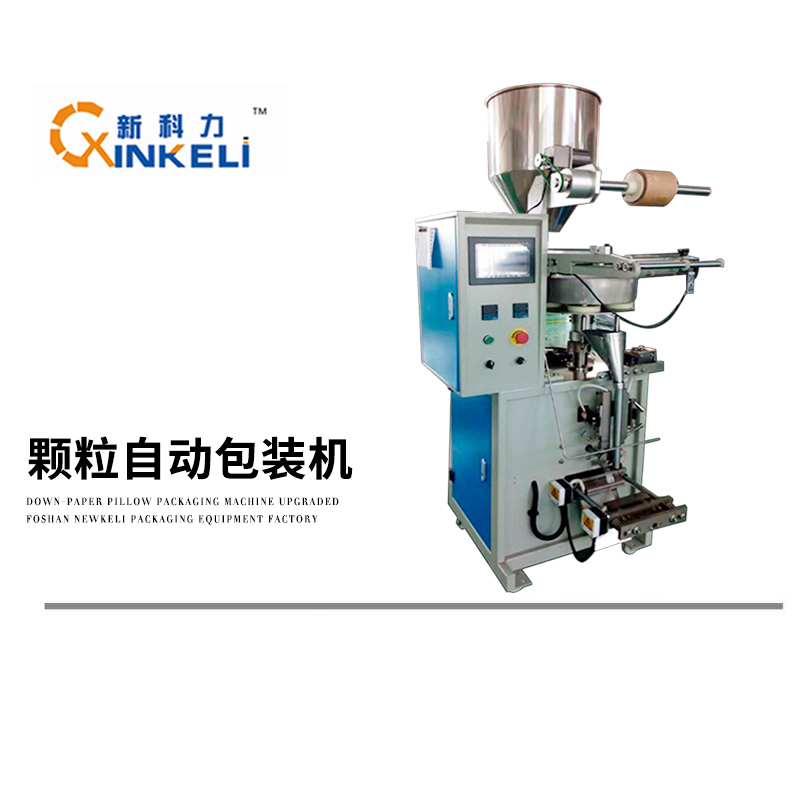 新科力
TM
XINKELI
颗粒自动包装机
DOWN-PAPER PILLOW PACKAGING MACHINE UPGRADED
FOSHAN NEWKELI PACKAGING EQUIPMENT FACTORY